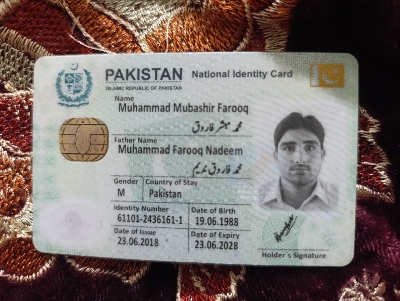 PAKISTAN National Identity Card
ISLAMIC REPUBLIC OF PAKISTAN
Name
Muhammad Mubashir Farooq
محمد مبشر فاروق
Father Name
Muhammad Farooq Nadeem
محمد فاروق ندیم
Gender Country of Stay
M Pakistan
Identity Number Date of Birth
61101-2436161-1 19.06.1988
Date of Issue Date of Expiry
23.06.2018 23.06.2028
Holder's Signature